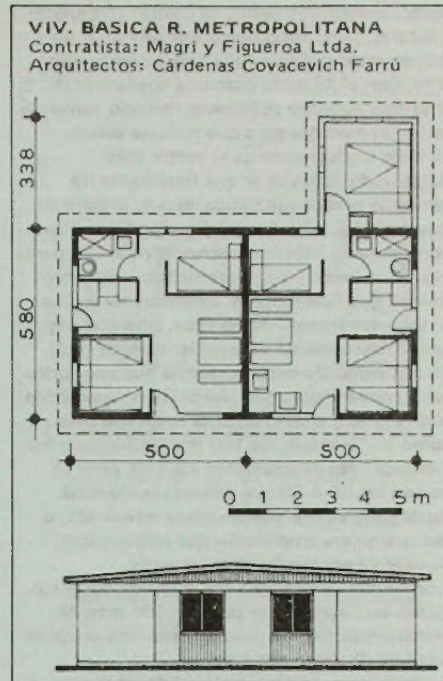 VIV. BASICA R. METROPOLITANA
Contratista: Magri y Figueroa Ltda.
Arquitectos: Cárdenas Covacevich Farrú
338
580
500 500
0 1 2 3 4 5 m